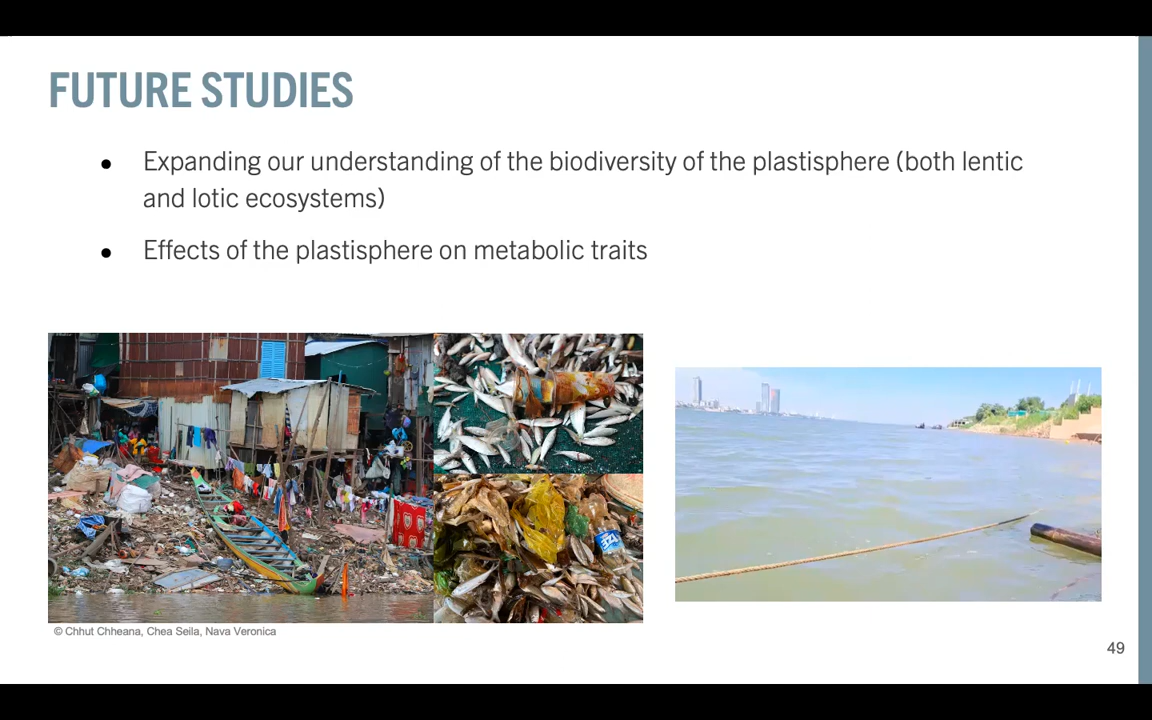 FUTURE STUDIES
● Expanding our understanding of the biodiversity of the plastisphere (both lentic
and lotic ecosystems)
● Effects of the plastisphere on metabolic traits
© Chhut Chheana, Chea Seila, Nava Veronica
49